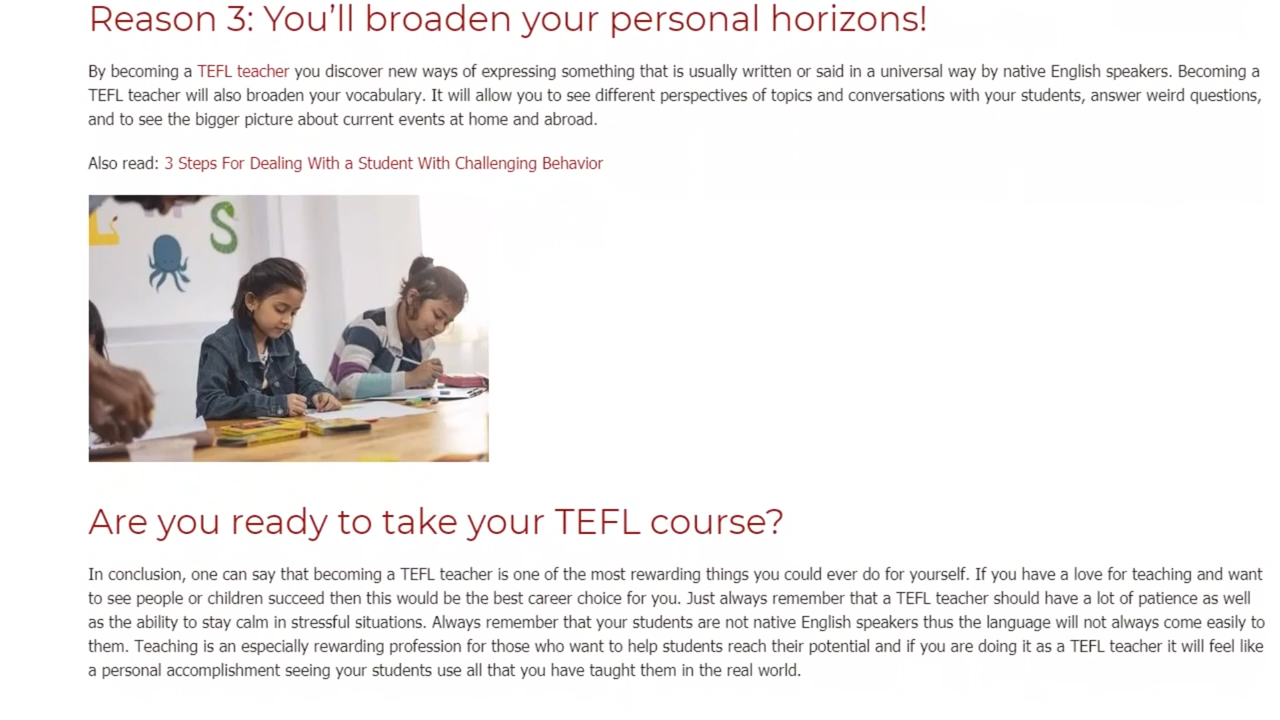 Reason 3: You’ll broaden your personal horizons!
By becoming a TEFL teacher you discover new ways of expressing something that is usually written or said in a universal way by native English speakers. Becoming a
TEFL teacher will also broaden your vocabulary. It will allow you to see different perspectives of topics and conversations with your students, answer weird questions,
and to see the bigger picture about current events at home and abroad.
Also read: 3 Steps For Dealing With a Student With Challenging Behavior
S
Are you ready to take your TEFL course?
In conclusion, one can say that becoming a TEFL teacher is one of the most rewarding things you could ever do for yourself. If you have a love for teaching and want
to see people or children succeed then this would be the best career choice for you. Just always remember that a TEFL teacher should have a lot of patience as well
as the ability to stay calm in stressful situations. Always remember that your students are not native English speakers thus the language will not always come easily to
them. Teaching is an especially rewarding profession for those who want to help students reach their potential and if you are doing it as a TEFL teacher it will feel like
a personal accomplishment seeing your students use all that you have taught them in the real world.